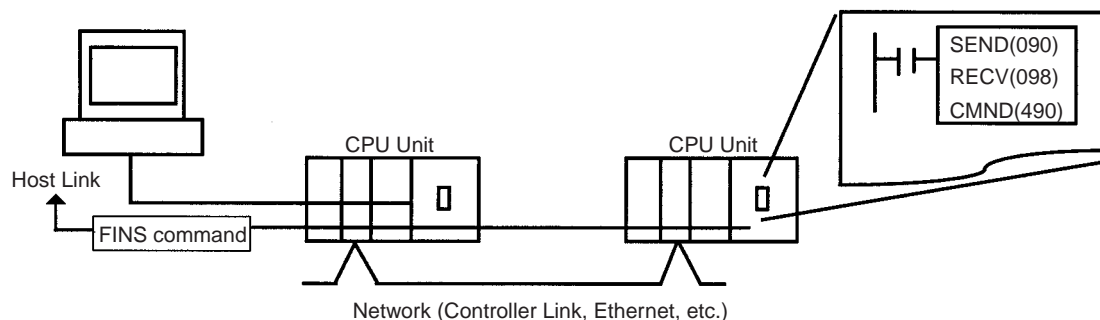 SEND(090)
RECV(098)
CMND(490)
CPU Unit
CPU Unit
Host Link
FINS command
Network (Controller Link, Ethernet, etc.)